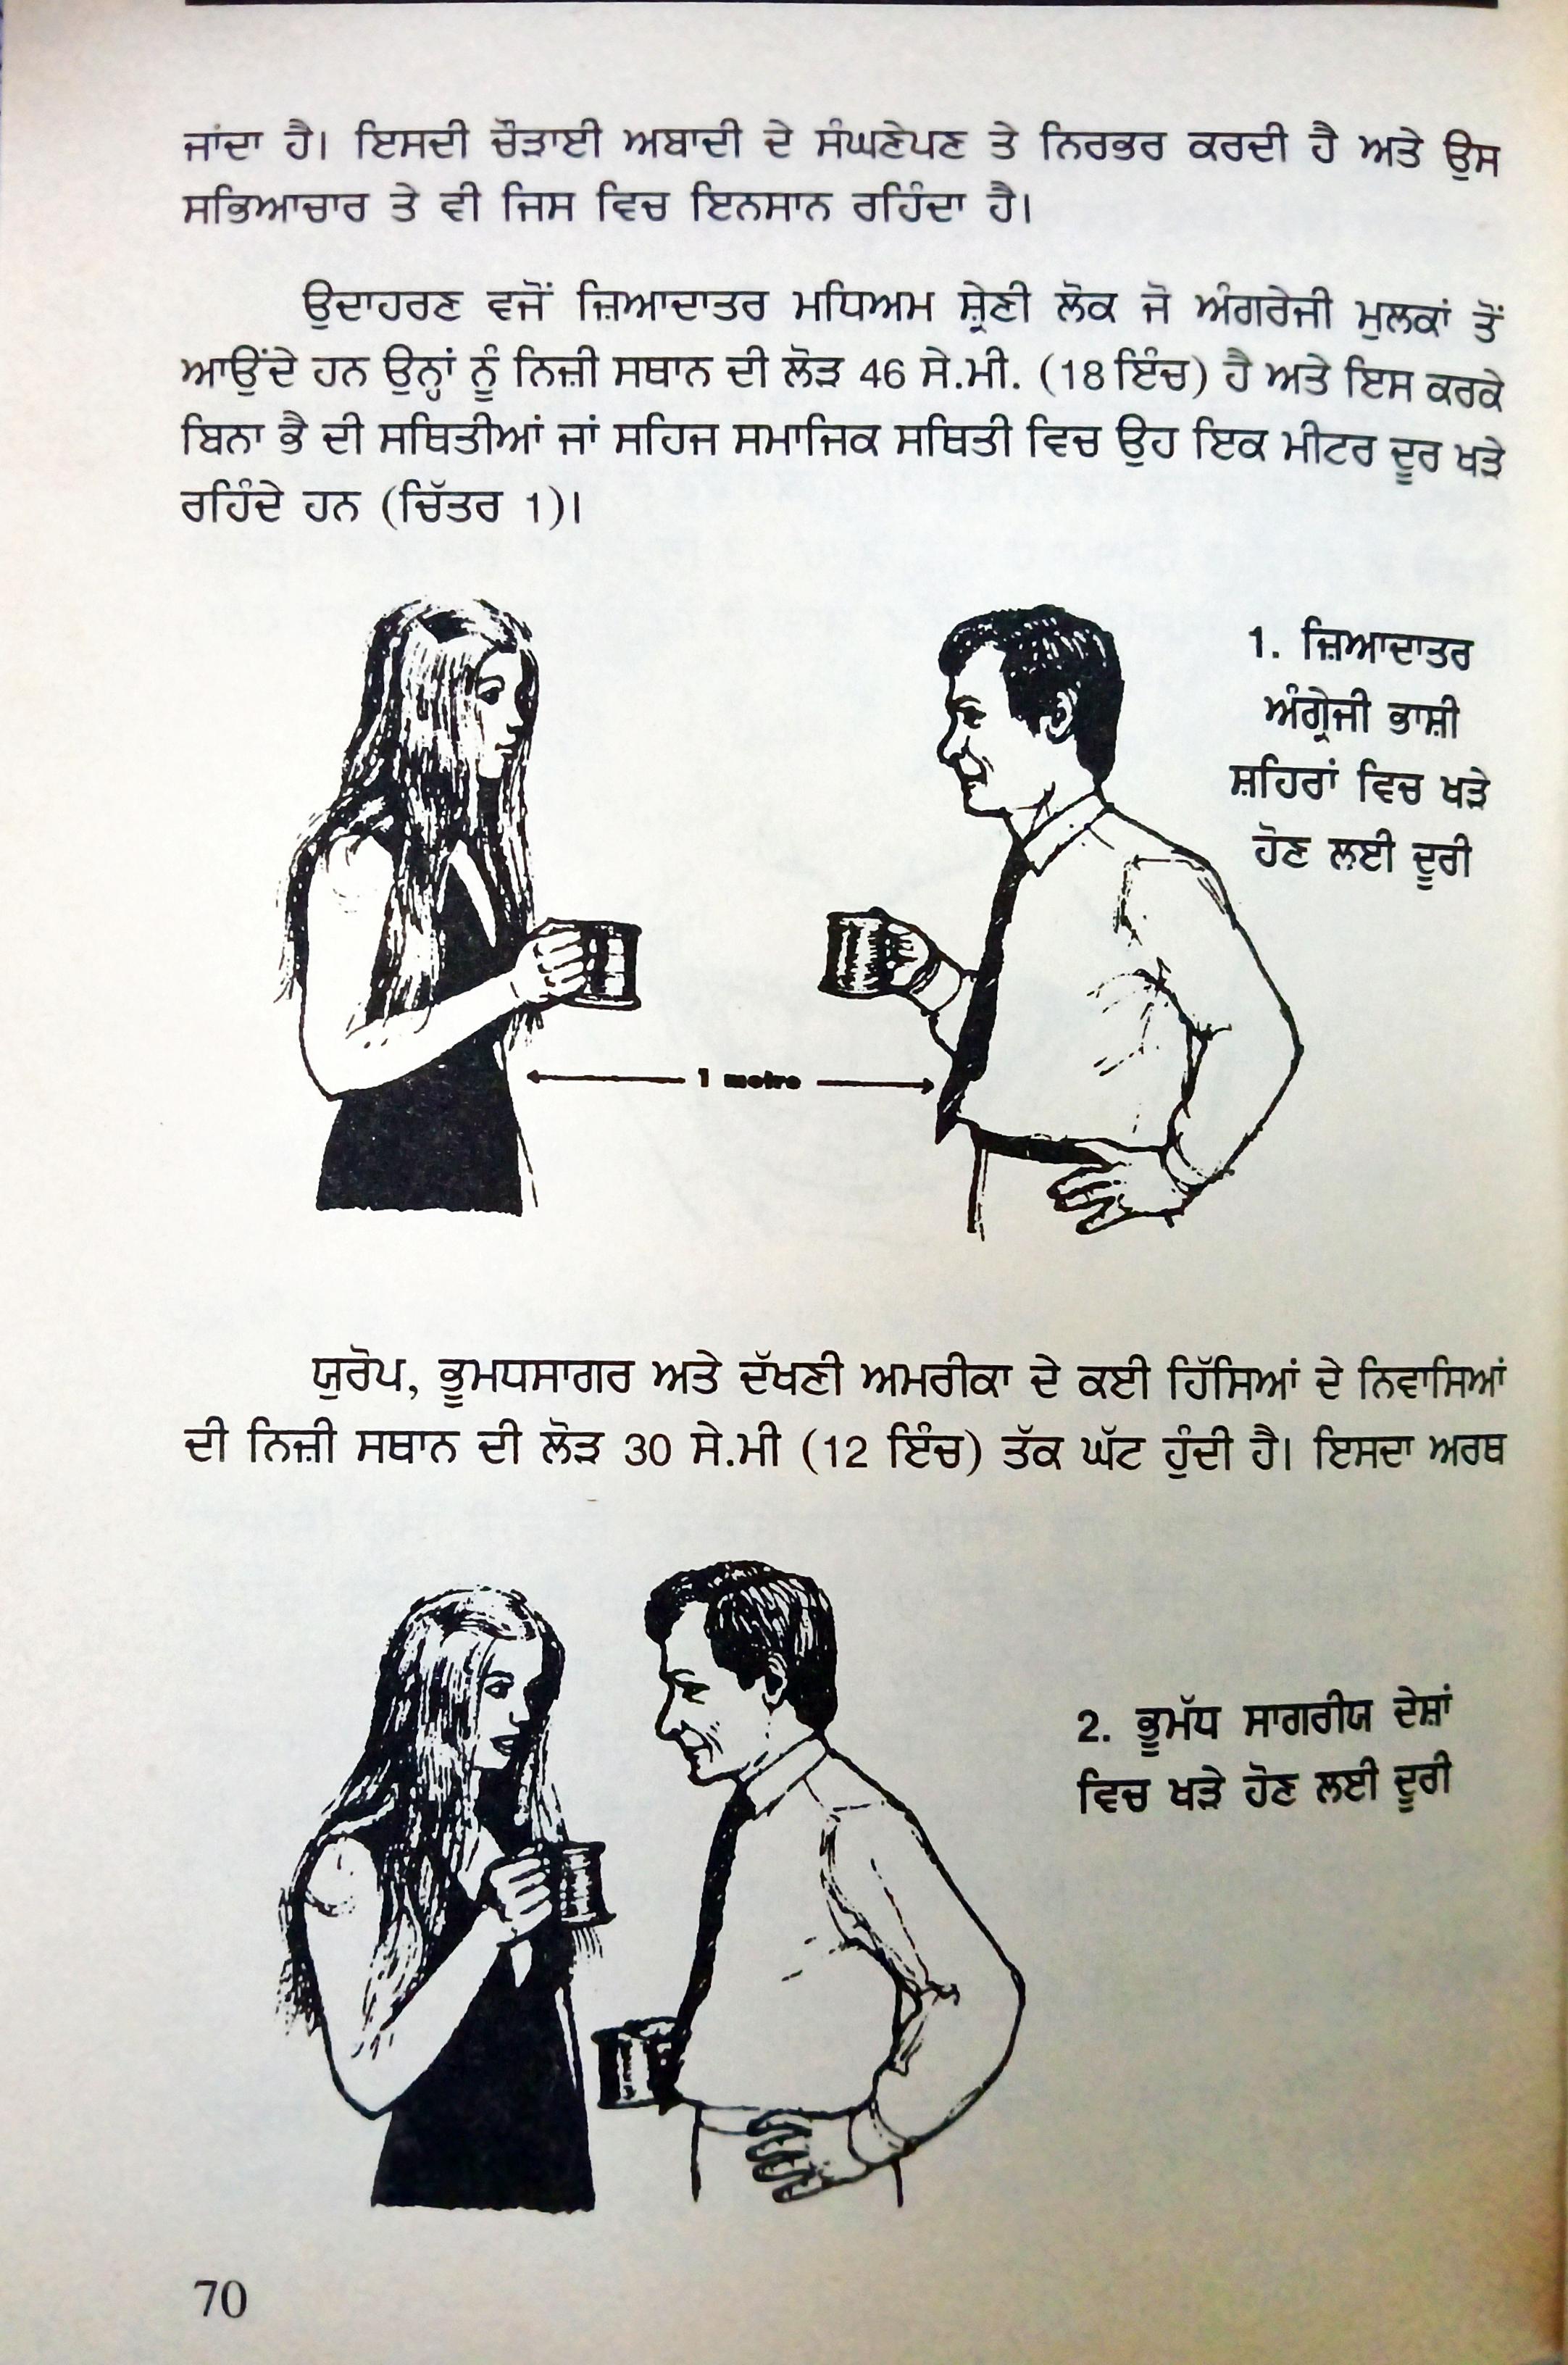 ਜਾਂਦਾ ਹੈ। ਇਸਦੀ ਚੌੜਾਈ ਅਬਾਦੀ ਦੇ ਸੰਘਣੇਪਣ ਤੇ ਨਿਰਭਰ ਕਰਦੀ ਹੈ ਅਤੇ ਉਸ
ਸਭਿਆਚਾਰ ਤੇ ਵੀ ਜਿਸ ਵਿਚ ਇਨਸਾਨ ਰਹਿੰਦਾ ਹੈ।
ਉਦਾਹਰਣ ਵਜੋਂ ਜ਼ਿਆਦਾਤਰ ਮਧਿਅਮ ਸ਼੍ਰੇਣੀ ਲੋਕ ਜੋ ਅੰਗਰੇਜੀ ਮੁਲਕਾਂ ਤੋਂ
ਆਉਂਦੇ ਹਨ ਉਨ੍ਹਾਂ ਨੂੰ ਨਿਜ਼ੀ ਸਥਾਨ ਦੀ ਲੋੜ 46 ਸੇ.ਮੀ. (18 ਇੰਚ) ਹੈ ਅਤੇ ਇਸ ਕਰਕੇ
ਬਿਨਾ ਭੈ ਦੀ ਸਥਿਤੀਆਂ ਜਾਂ ਸਹਿਜ ਸਮਾਜਿਕ ਸਥਿਤੀ ਵਿਚ ਉਹ ਇਕ ਮੀਟਰ ਦੂਰ ਖੜੇ
ਰਹਿੰਦੇ ਹਨ (ਚਿੱਤਰ 1)।
1. ਜ਼ਿਆਦਾਤਰ
ਅੰਗ੍ਰੇਜੀ ਭਾਸ਼ੀ
ਸ਼ਹਿਰਾਂ ਵਿਚ ਖੜੇ
ਹੋਣ ਲਈ ਦੂਰੀ
1 metre
ਯੁਰੋਪ, ਭੂਮਧਸਾਗਰ ਅਤੇ ਦੱਖਣੀ ਅਮਰੀਕਾ ਦੇ ਕਈ ਹਿੱਸਿਆਂ ਦੇ ਨਿਵਾਸਿਆਂ
ਦੀ ਨਿਜ਼ੀ ਸਥਾਨ ਦੀ ਲੋੜ 30 ਸੇ.ਮੀ (12 ਇੰਚ) ਤੱਕ ਘੱਟ ਹੁੰਦੀ ਹੈ। ਇਸਦਾ ਅਰਥ
2. ਭੂਮੱਧ ਸਾਗਰੀਯ ਦੇਸ਼ਾਂ
ਵਿਚ ਖੜੇ ਹੋਣ ਲਈ ਦੂਰੀ
70